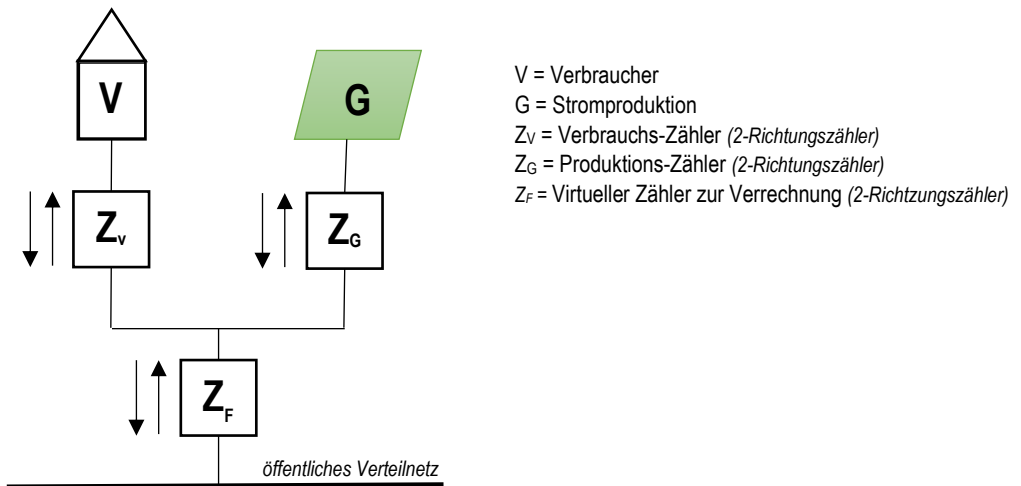 V
G
V = Verbraucher
G = Stromproduktion
ZV = Verbrauchs-Zähler (2-Richtungszähler)
ZG = Produktions-Zähler (2-Richtungszähler)
ZF = Virtueller Zähler zur Verrechnung (2-Richtzungszähler)
Zv
ZG
ZF
öffentliches Verteilnetz